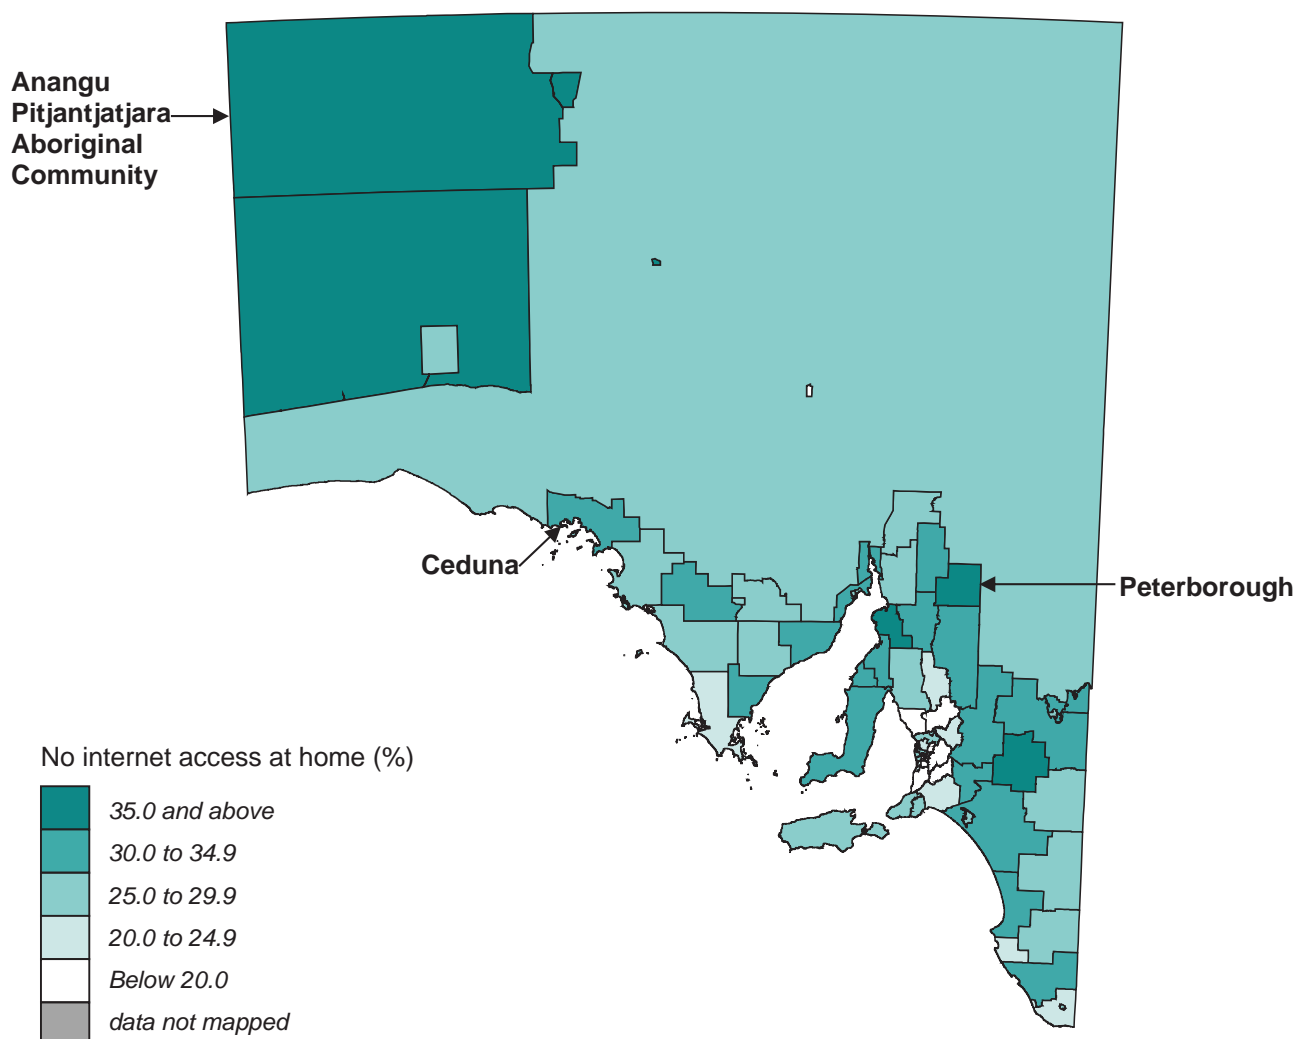 Anangu
Pitjantjatjara
Aboriginal
Community
Ceduna
Peterborough
No internet access at home (%)
35.0 and above
30.0 to 34.9
25.0 to 29.9
20.0 to 24.9
Below 20.0
data not mapped